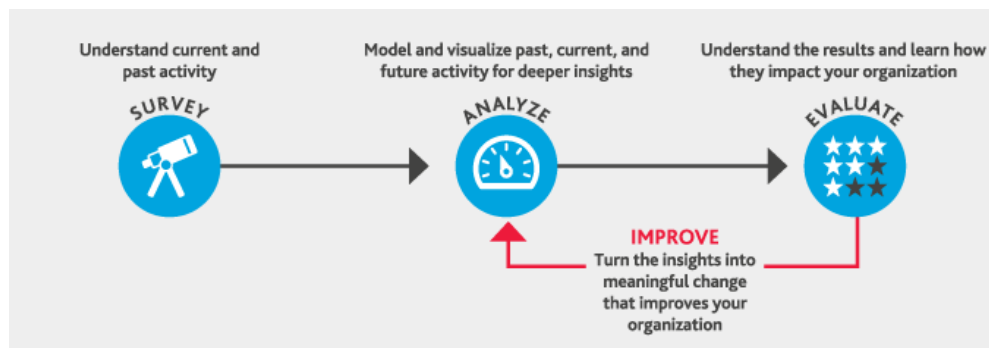 Understand current and
past activity
SURVEY
Model and visualize past, current, and
future activity for deeper insights
ANALYZE
Understand the results and learn how
they impact your organization
EVALUATE
IMPROVE
Turn the insights into
meaningful change
that improves your
organization